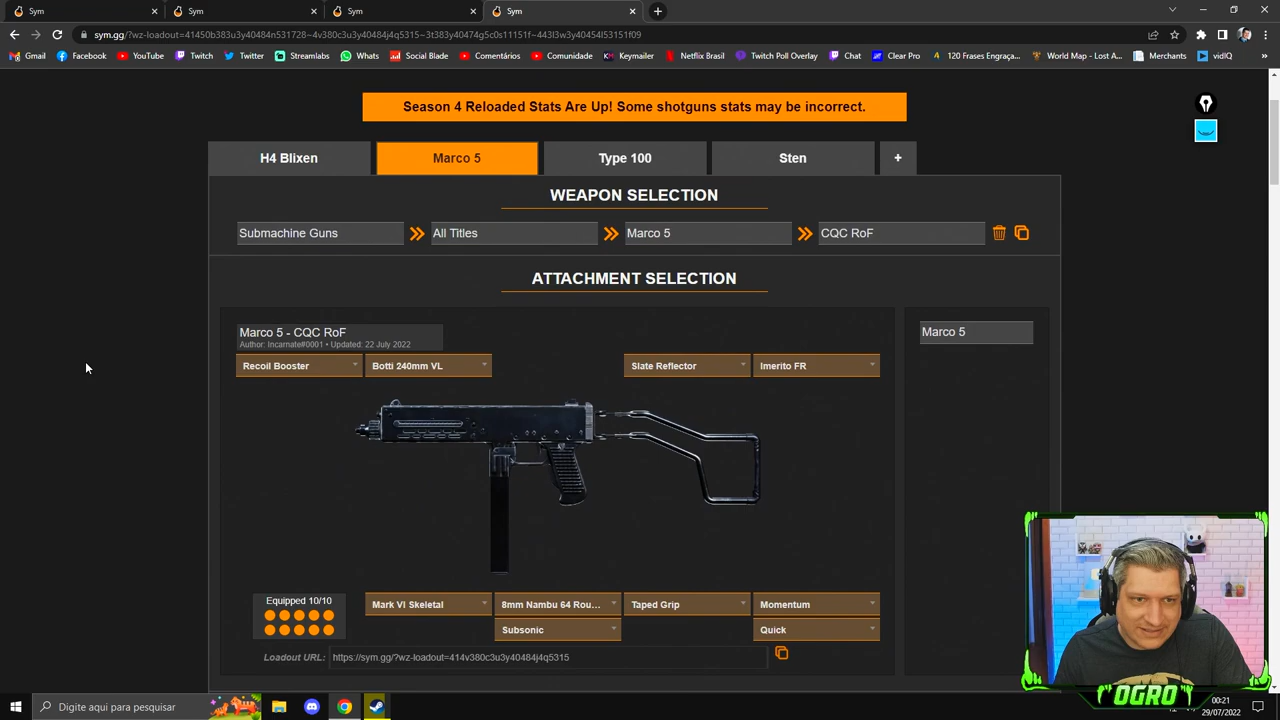 Sym
Sym
Sym
Sym
sym.gg/?wz-loadout=41450b383u3y40484n531728~4v380c3u3y40484j4q5315~3t383y40474g5c0s11151f~443l3w3y40454l53151f09
Gmail
Facebook
YouTube
Twitch
Twitter
Streamlabs
Whats
Social Blade
Comentários
Comunidade
Keymailer
Netflix Brasil
Twitch Poll Overlay
Chat
Clear Pro
120 Frases Engraça...
World Map - Lost A...
Merchants
vidIQ
Season 4 Reloaded Stats Are Up! Some shotguns stats may be incorrect.
H4 Blixen
Marco 5
Type 100
Sten
+
WEAPON SELECTION
Submachine Guns
All Titles
Marco 5
CQC RoF
ATTACHMENT SELECTION
Marco 5 - CQC RoF
Author: Incarnate#0001 • Updated: 22 July 2022
Marco 5
Recoil Booster
Botti 240mm VL
Slate Reflector
Imerito FR
Equipped 10/10
Mark VI Skeletal
8mm Nambu 64 Rou...
Taped Grip
Momentum
Subsonic
Quick
Loadout URL:
https://sym.gg/?wz-loadout=414v380c3u3y40484j4q5315
OGRO
Digite aqui para pesquisar
00:21
29/07/2022